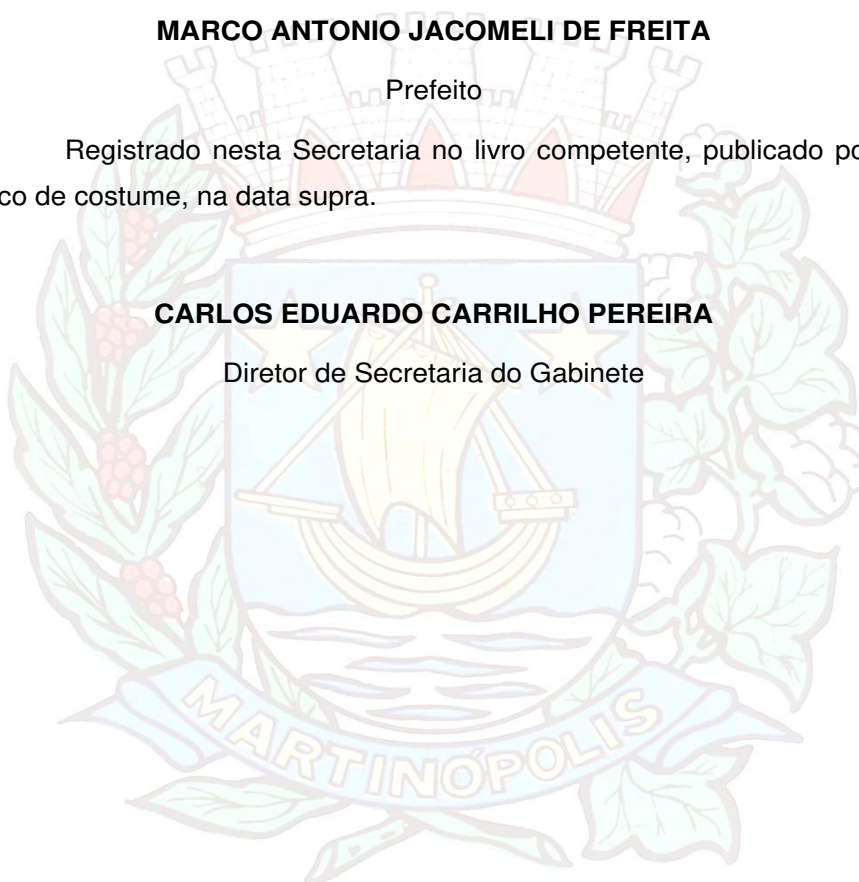 MARCO ANTONIO JACOMELI DE FREITA
Prefeito
Registrado nesta Secretaria no livro competente, publicado po
co de costume, na data supra.
CARLOS EDUARDO CARRILHO PEREIRA
Diretor de Secretaria do Gabinete
MARTINÓPOLIS